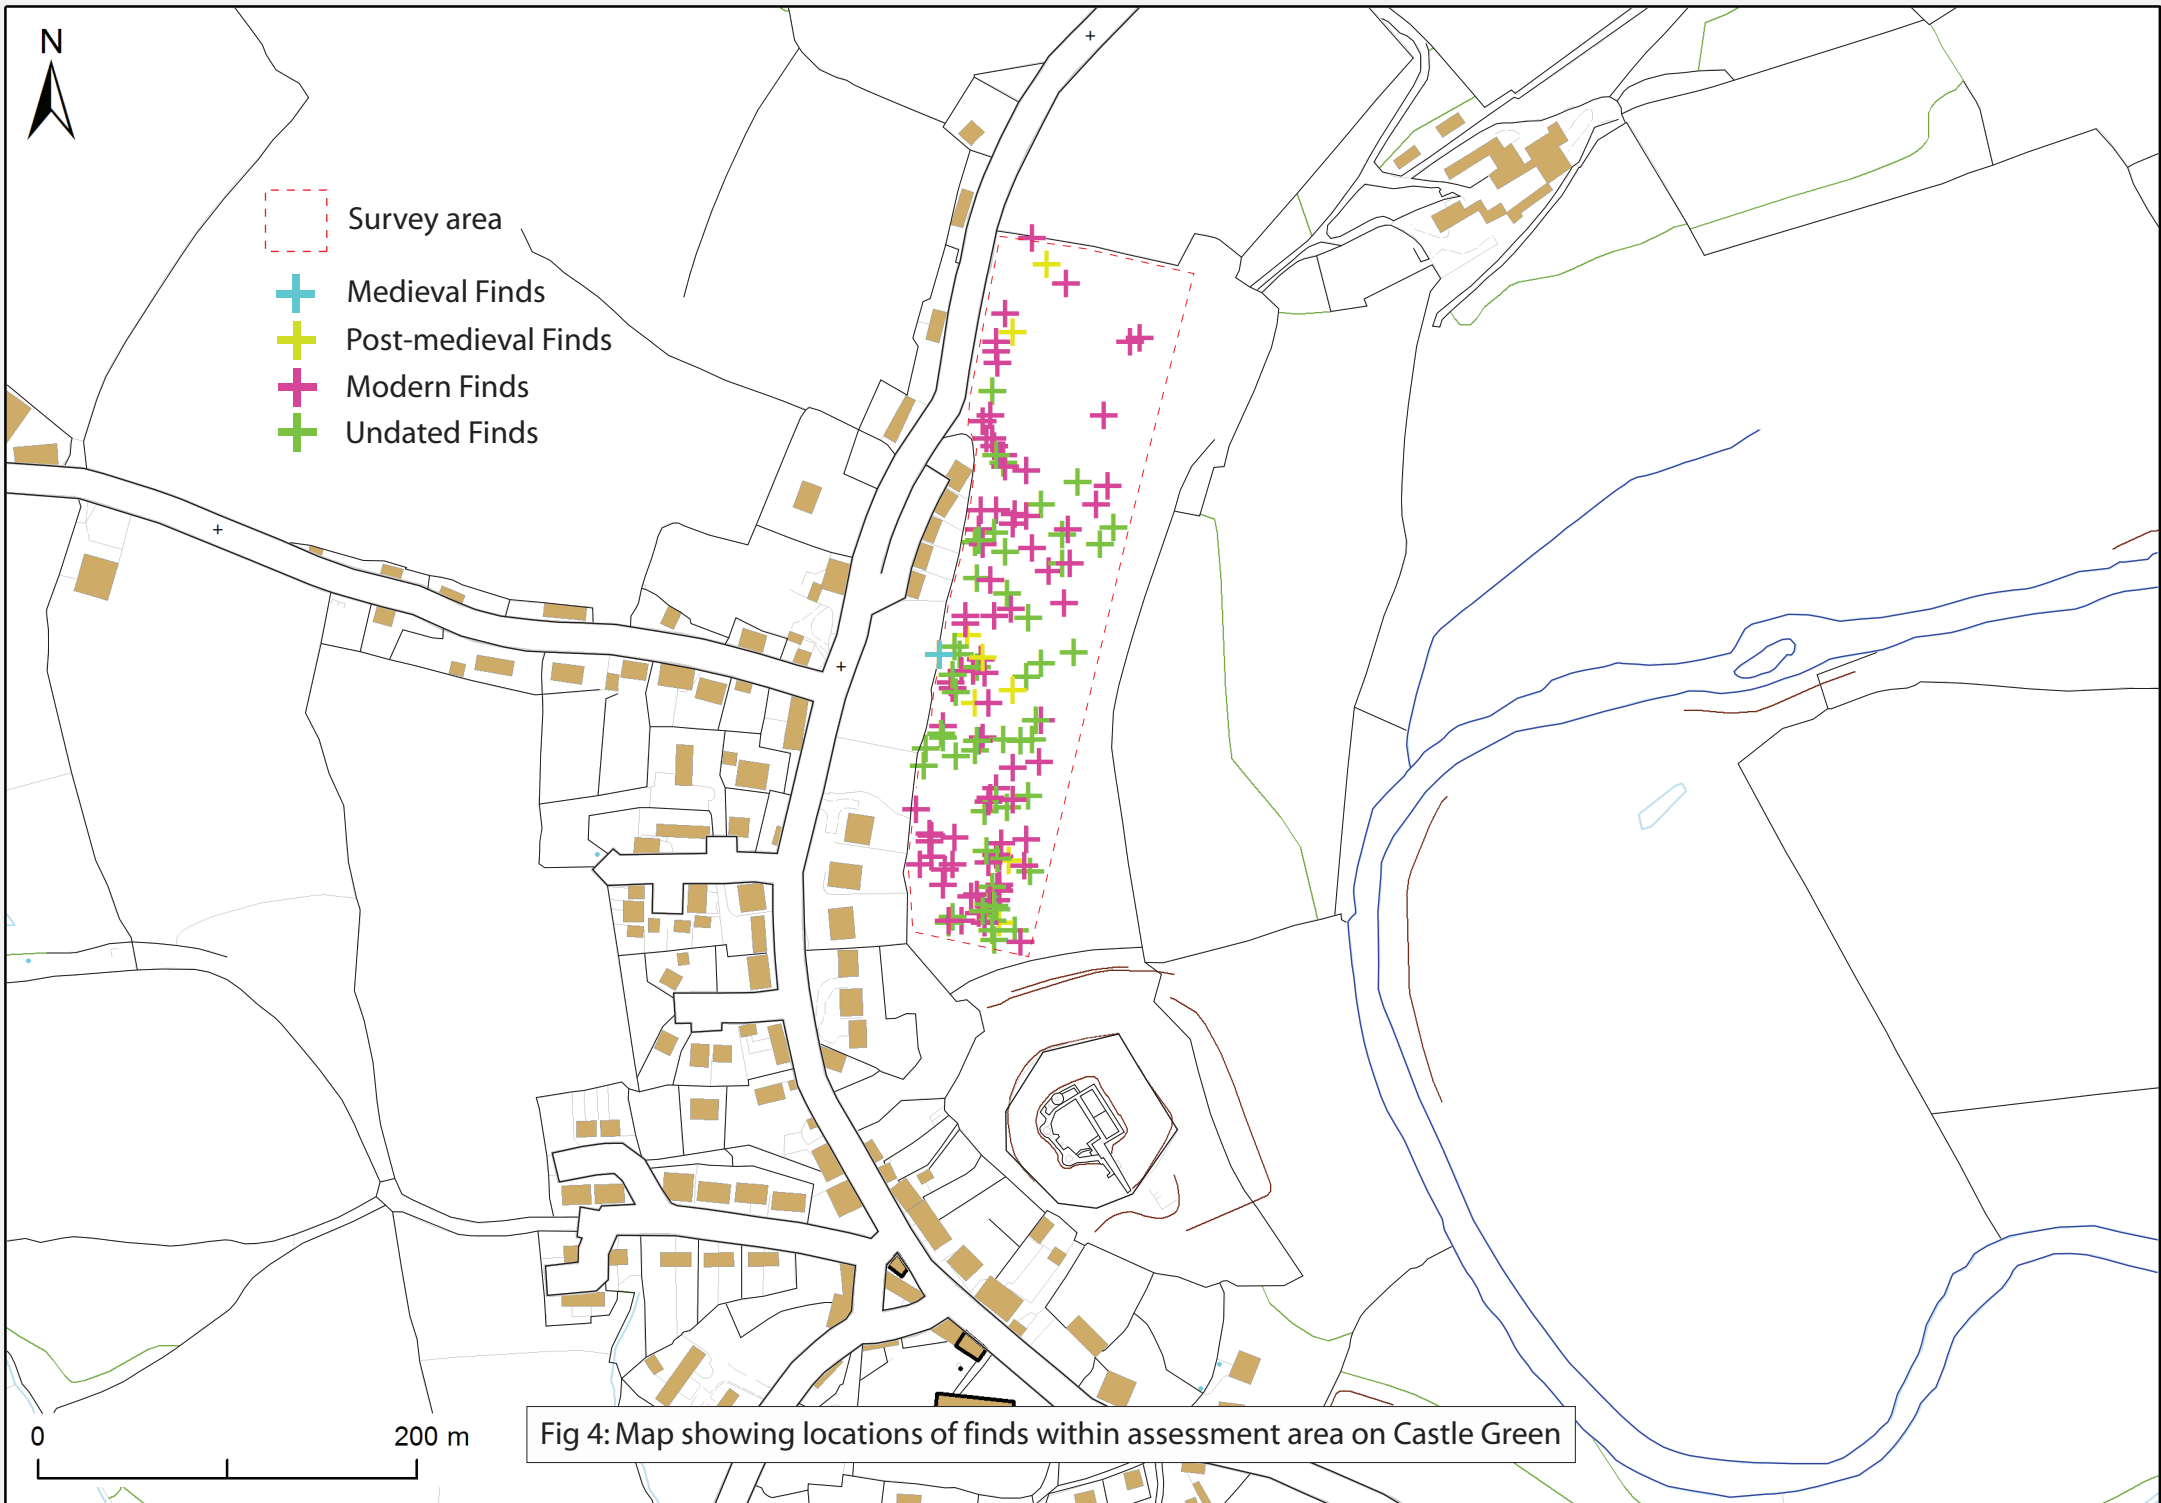 N
Survey area
Medieval Finds
Post-medieval Finds
Modern Finds
Undated Finds
0 200 m
Fig 4: Map showing locations of finds within assessment area on Castle Green